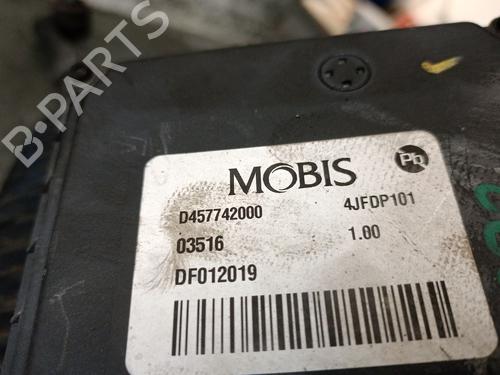 B-PARTS
MOBIS
Pb
D457742000 4JFDP101
03516 1.00
DF012019